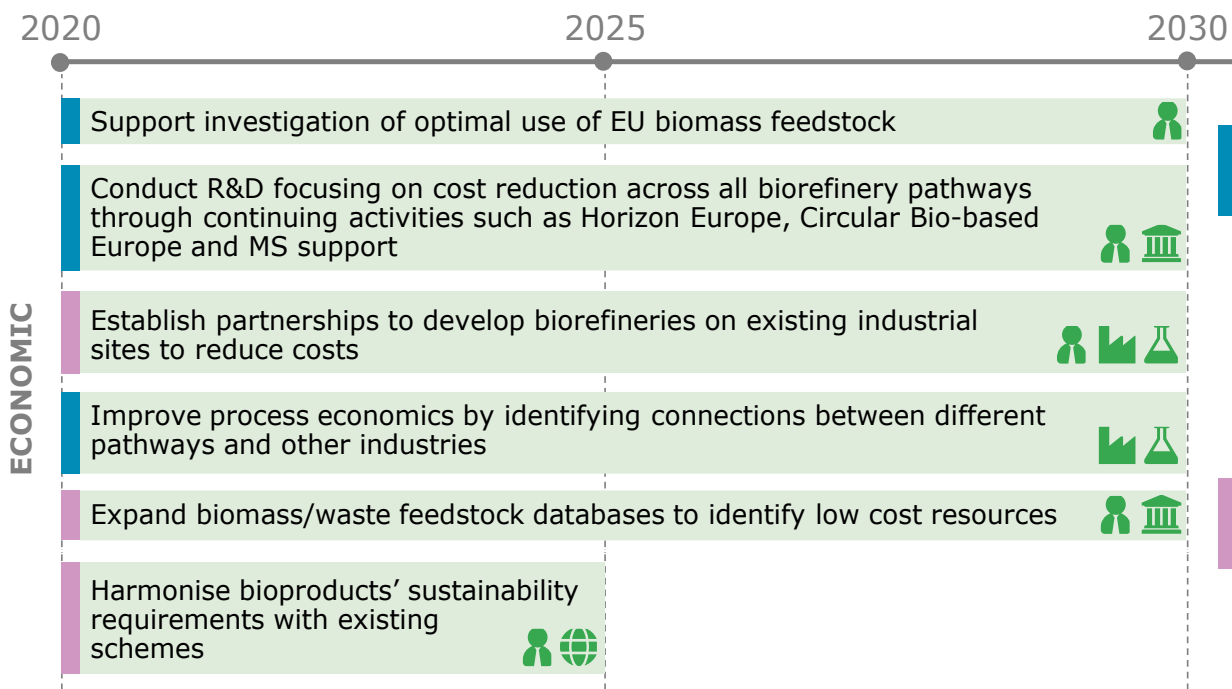 2020
2025
2030
Support investigation of optimal use of EU biomass feedstock
Conduct R&D focusing on cost reduction across all biorefinery pathways
through continuing activities such as Horizon Europe, Circular Bio-based
Europe and MS support
Establish partnerships to develop biorefineries on existing industrial
sites to reduce costs
ECONOMIC
Improve process economics by identifying connections between different
pathways and other industries
Expand biomass/waste feedstock databases to identify low cost resources
Harmonise bioproducts’ sustainability
requirements with existing
schemes